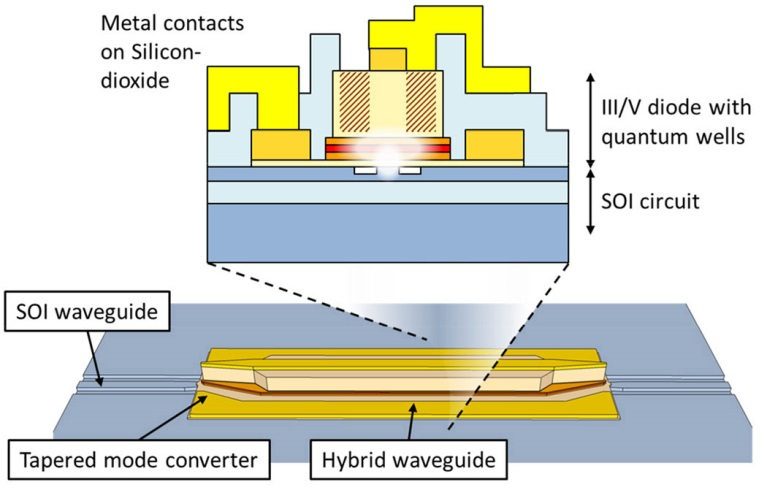 Metal contacts
on Silicon-
dioxide
III/V diode with
quantum wells
SOI circuit
SOI waveguide
Tapered mode converter
Hybrid waveguide